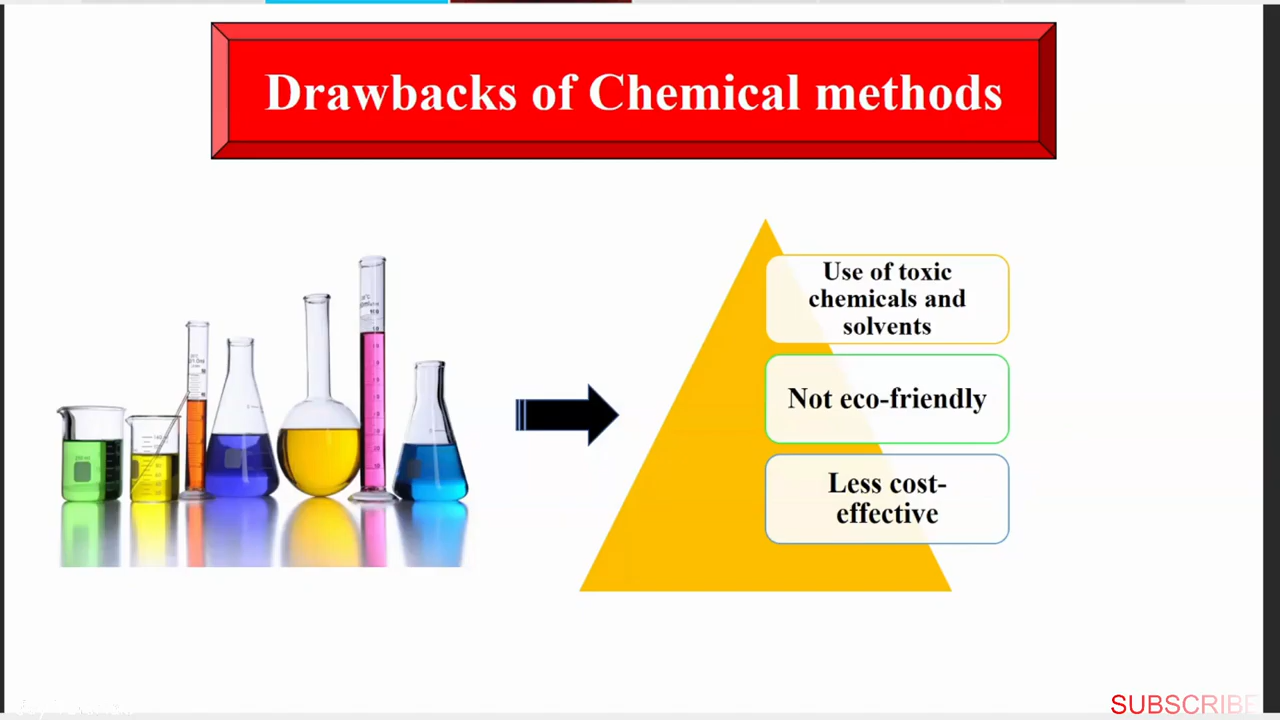 Drawbacks of Chemical methods
Use of toxic
chemicals and
solvents
Not eco-friendly
Less cost-
effective
SUBSCRIBE